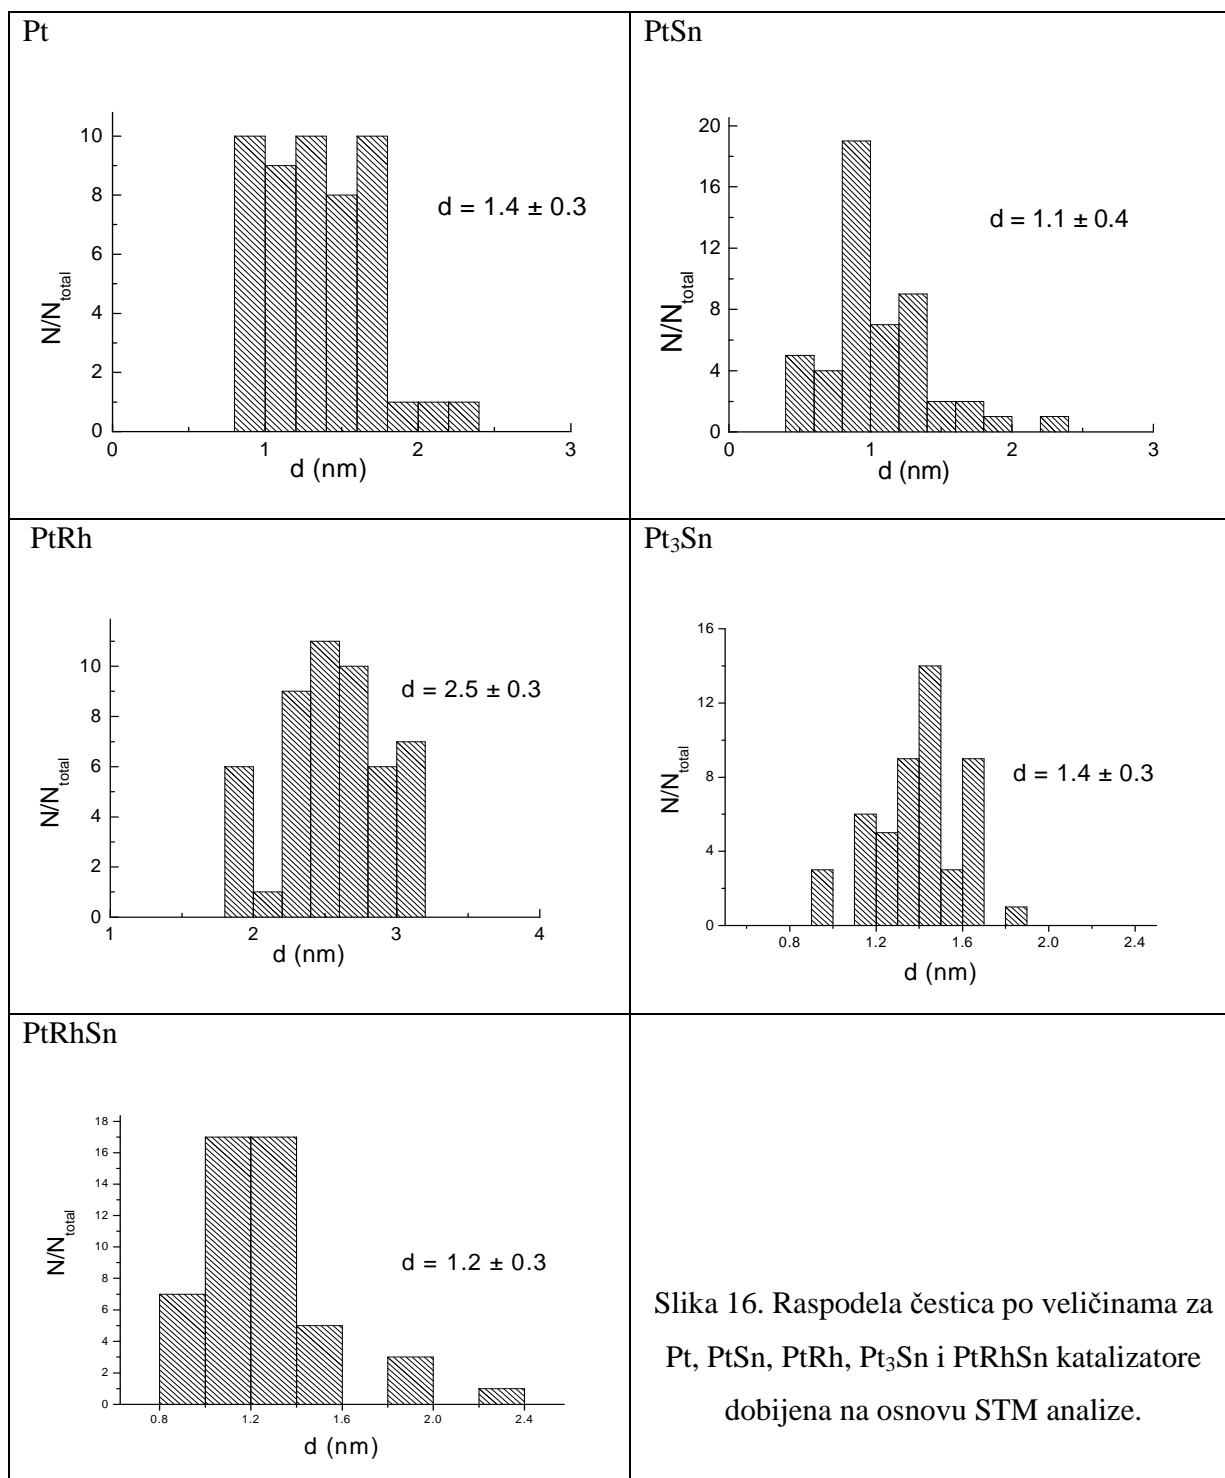 Pt
10
8
6
4
2
0
N/N_total
d = 1.4 ± 0.3
0 1 2 3
d (nm)
PtSn
20
16
12
8
4
0
N/N_total
d = 1.1 ± 0.4
0 1 2 3
d (nm)
PtRh
10
8
6
4
2
0
N/N_total
d = 2.5 ± 0.3
1 2 3 4
d (nm)
Pt₃Sn
16
12
8
4
0
N/N_total
d = 1.4 ± 0.3
0.8 1.2 1.6 2.0 2.4
d (nm)
PtRhSn
18
16
14
12
10
8
6
4
2
0
N/N_total
d = 1.2 ± 0.3
0.8 1.2 1.6 2.0 2.4
d (nm)
Slika 16. Raspodela čestica po veličinama za
Pt, PtSn, PtRh, Pt₃Sn i PtRhSn katalizatore
dobijena na osnovu STM analize.